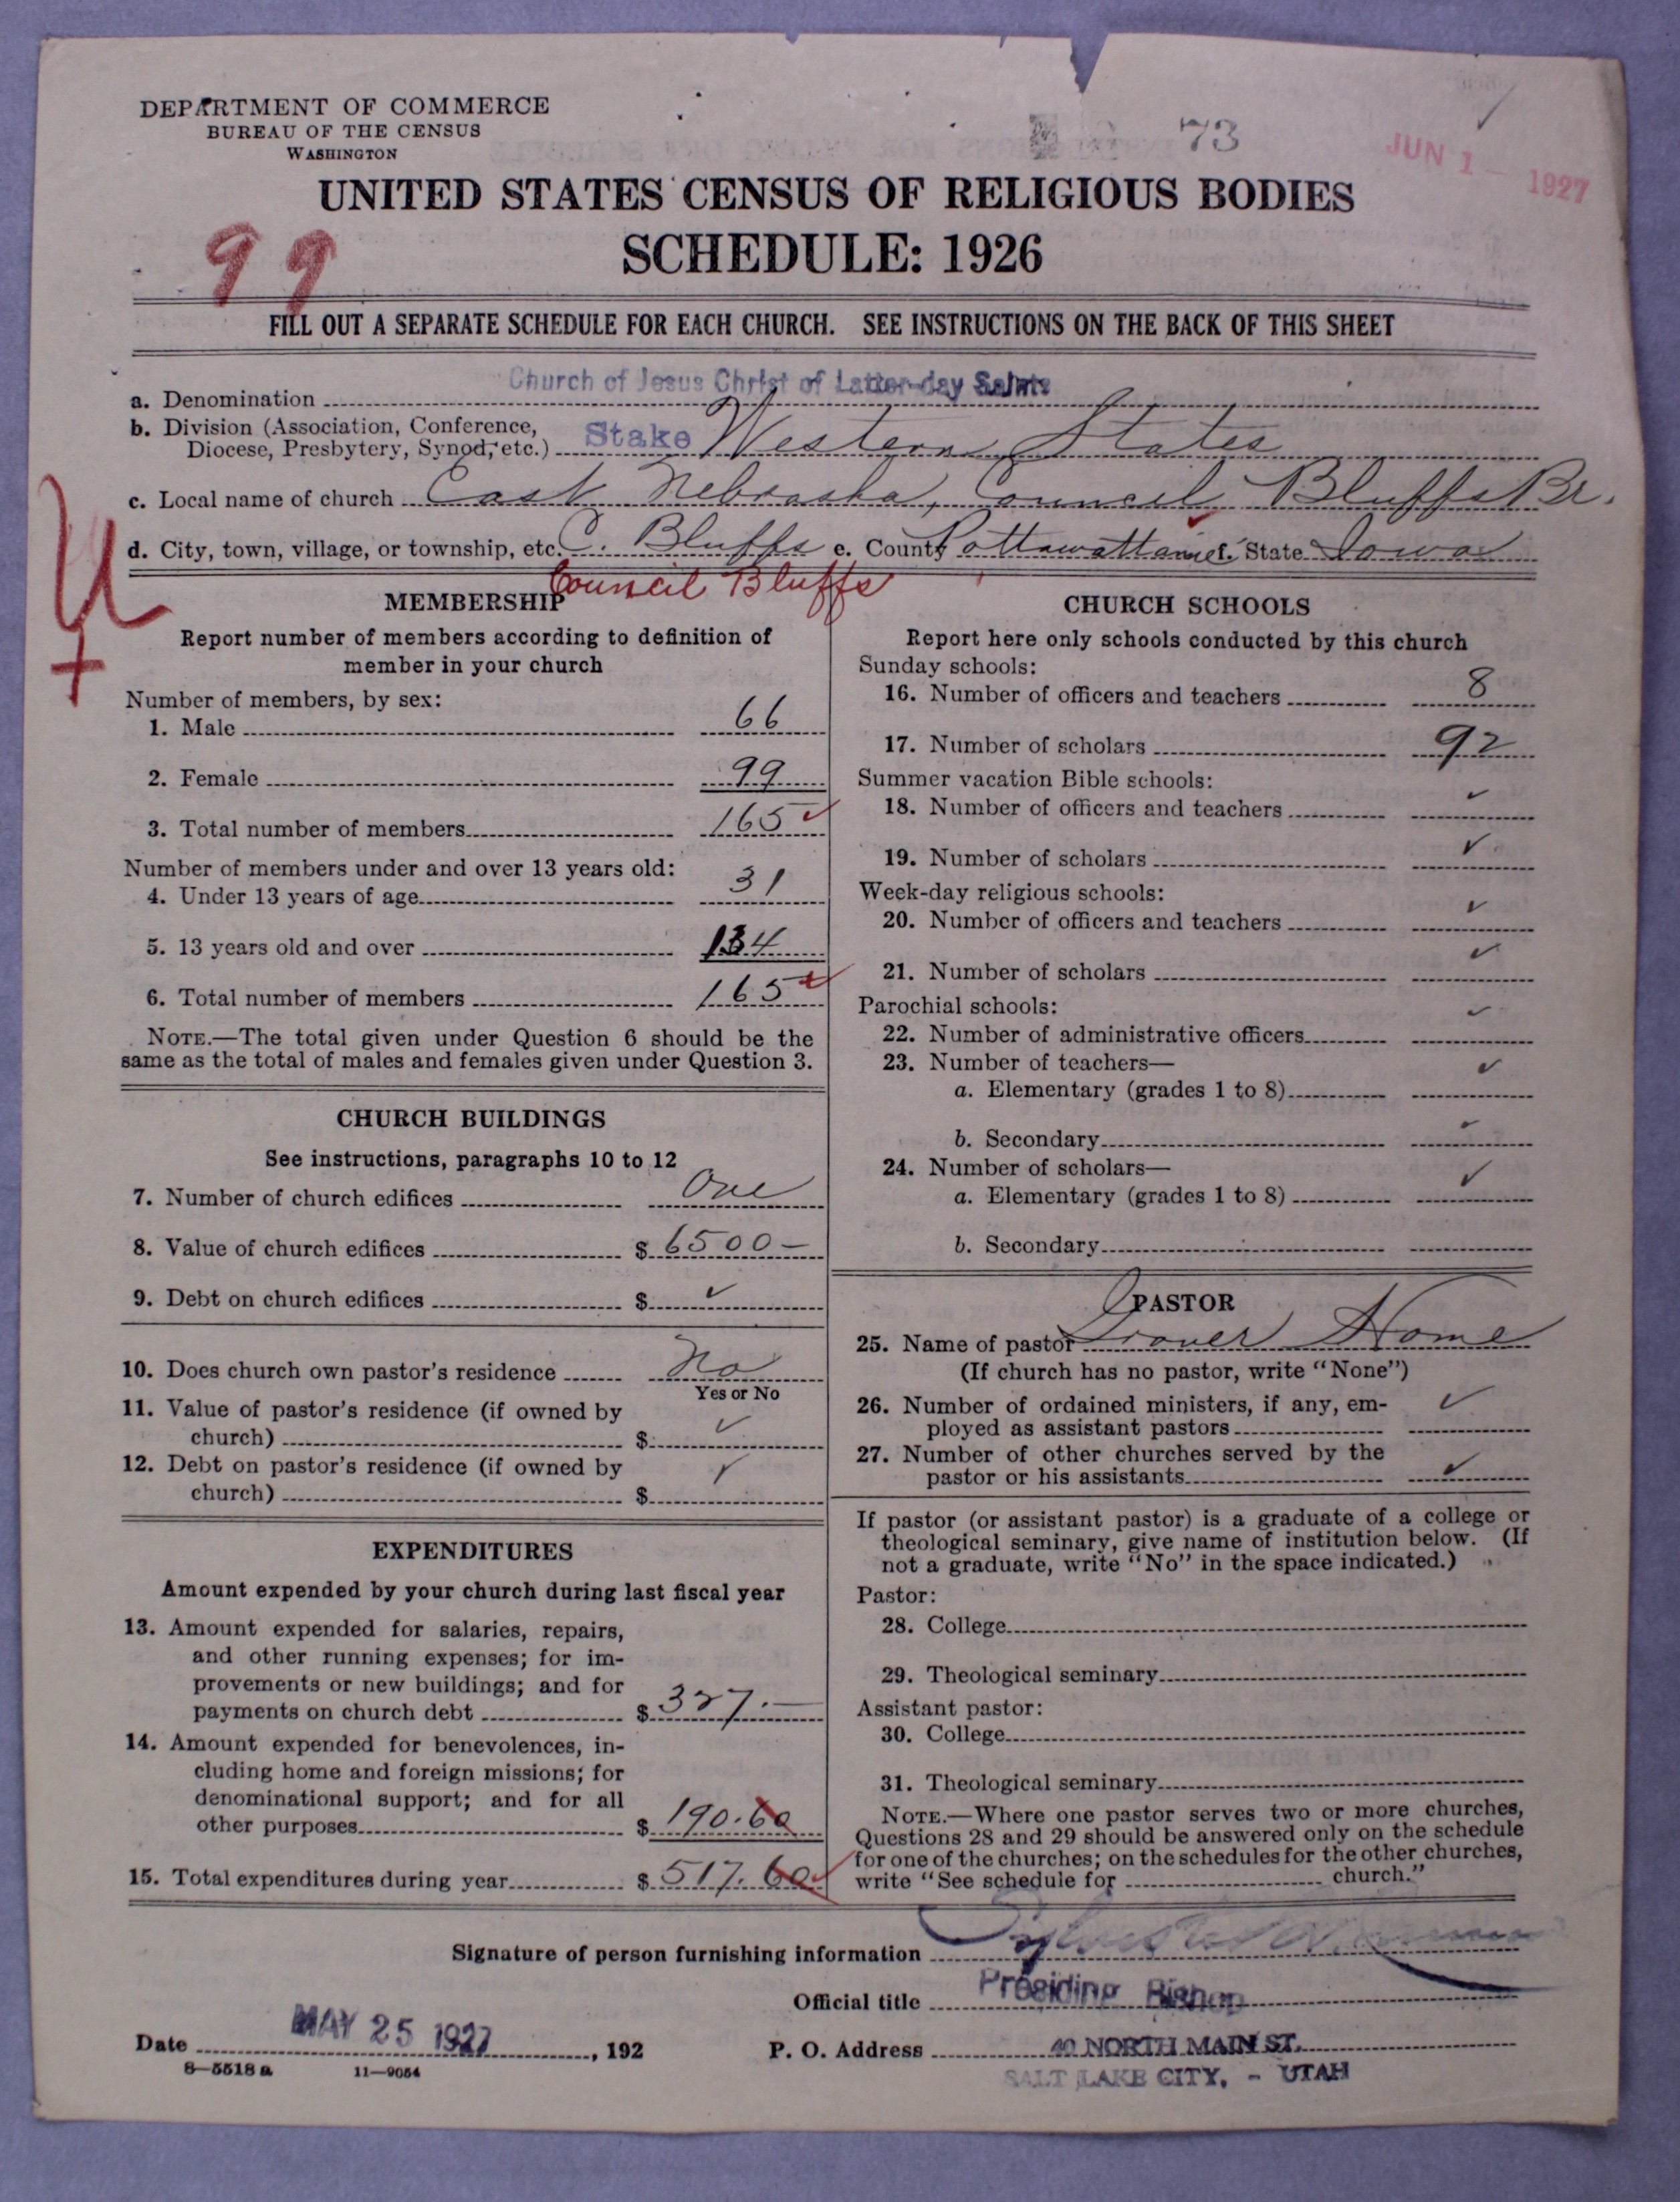 DEPARTMENT OF COMMERCE
BUREAU OF THE CENSUS
WASHINGTON
73
JUN 1 - 1927
UNITED STATES CENSUS OF RELIGIOUS BODIES
SCHEDULE: 1926
99
FILL OUT A SEPARATE SCHEDULE FOR EACH CHURCH. SEE INSTRUCTIONS ON THE BACK OF THIS SHEET
a. Denomination Church of Jesus Christ of Latter-day Saints
b. Division (Association, Conference,
Diocese, Presbytery, Synod, etc.) Stake Western States
c. Local name of church East Nebraska, Council Bluffs Br.
d. City, town, village, or township, etc. C. Bluffs e. County Pottawattamie f. State Iowa
Council Bluffs
U
+
MEMBERSHIP
Report number of members according to definition of
member in your church
Number of members, by sex:
1. Male 66
2. Female 99
3. Total number of members 165 ✓
Number of members under and over 13 years old:
4. Under 13 years of age 31
5. 13 years old and over 134
6. Total number of members 165 ✓
NOTE.—The total given under Question 6 should be the
same as the total of males and females given under Question 3.
CHURCH BUILDINGS
See instructions, paragraphs 10 to 12
7. Number of church edifices One
8. Value of church edifices $ 6500-
9. Debt on church edifices $ ✓
10. Does church own pastor's residence No
Yes or No
11. Value of pastor's residence (if owned by
church) $ ✓
12. Debt on pastor's residence (if owned by
church) $ ✓
EXPENDITURES
Amount expended by your church during last fiscal year
13. Amount expended for salaries, repairs,
and other running expenses; for im-
provements or new buildings; and for
payments on church debt $ 327.—
14. Amount expended for benevolences, in-
cluding home and foreign missions; for
denominational support; and for all
other purposes $ 190.60
15. Total expenditures during year $ 517.60 ✓
CHURCH SCHOOLS
Report here only schools conducted by this church
Sunday schools:
16. Number of officers and teachers 8
17. Number of scholars 92
Summer vacation Bible schools:
18. Number of officers and teachers ✓
19. Number of scholars ✓
Week-day religious schools:
20. Number of officers and teachers ✓
21. Number of scholars ✓
Parochial schools:
22. Number of administrative officers ✓
23. Number of teachers—
a. Elementary (grades 1 to 8) ✓
b. Secondary ✓
24. Number of scholars—
a. Elementary (grades 1 to 8) ✓
b. Secondary
PASTOR
25. Name of pastor Grover Home
(If church has no pastor, write "None")
26. Number of ordained ministers, if any, em-
ployed as assistant pastors ✓
27. Number of other churches served by the
pastor or his assistants ✓
If pastor (or assistant pastor) is a graduate of a college or
theological seminary, give name of institution below. (If
not a graduate, write "No" in the space indicated.)
Pastor:
28. College
29. Theological seminary
Assistant pastor:
30. College
31. Theological seminary
NOTE.—Where one pastor serves two or more churches,
Questions 28 and 29 should be answered only on the schedule
for one of the churches; on the schedules for the other churches,
write "See schedule for church."
Signature of person furnishing information
Official title Presiding Bishop
Date MAY 25 1927, 192
P. O. Address 40 NORTH MAIN ST.
SALT LAKE CITY, - UTAH
8—5518 a 11—9054